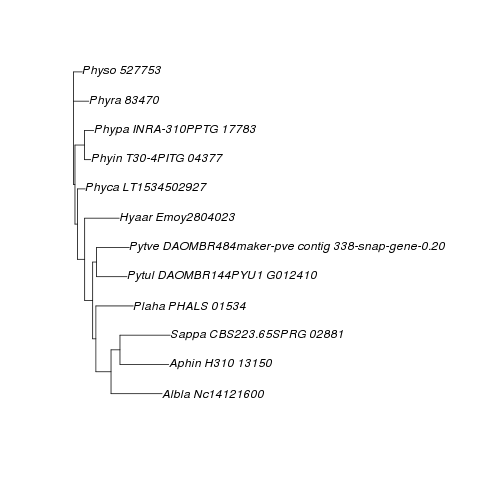 Physo 527753
Phyra 83470
Phypa INRA-310PPTG 17783
Phyin T30-4PITG 04377
Phyca LT1534502927
Hyaar Emoy2804023
Pytve DAOMBR484maker-pve contig 338-snap-gene-0.20
Pytul DAOMBR144PYU1 G012410
Plaha PHALS 01534
Sappa CBS223.65SPRG 02881
Aphin H310 13150
Albla Nc14121600